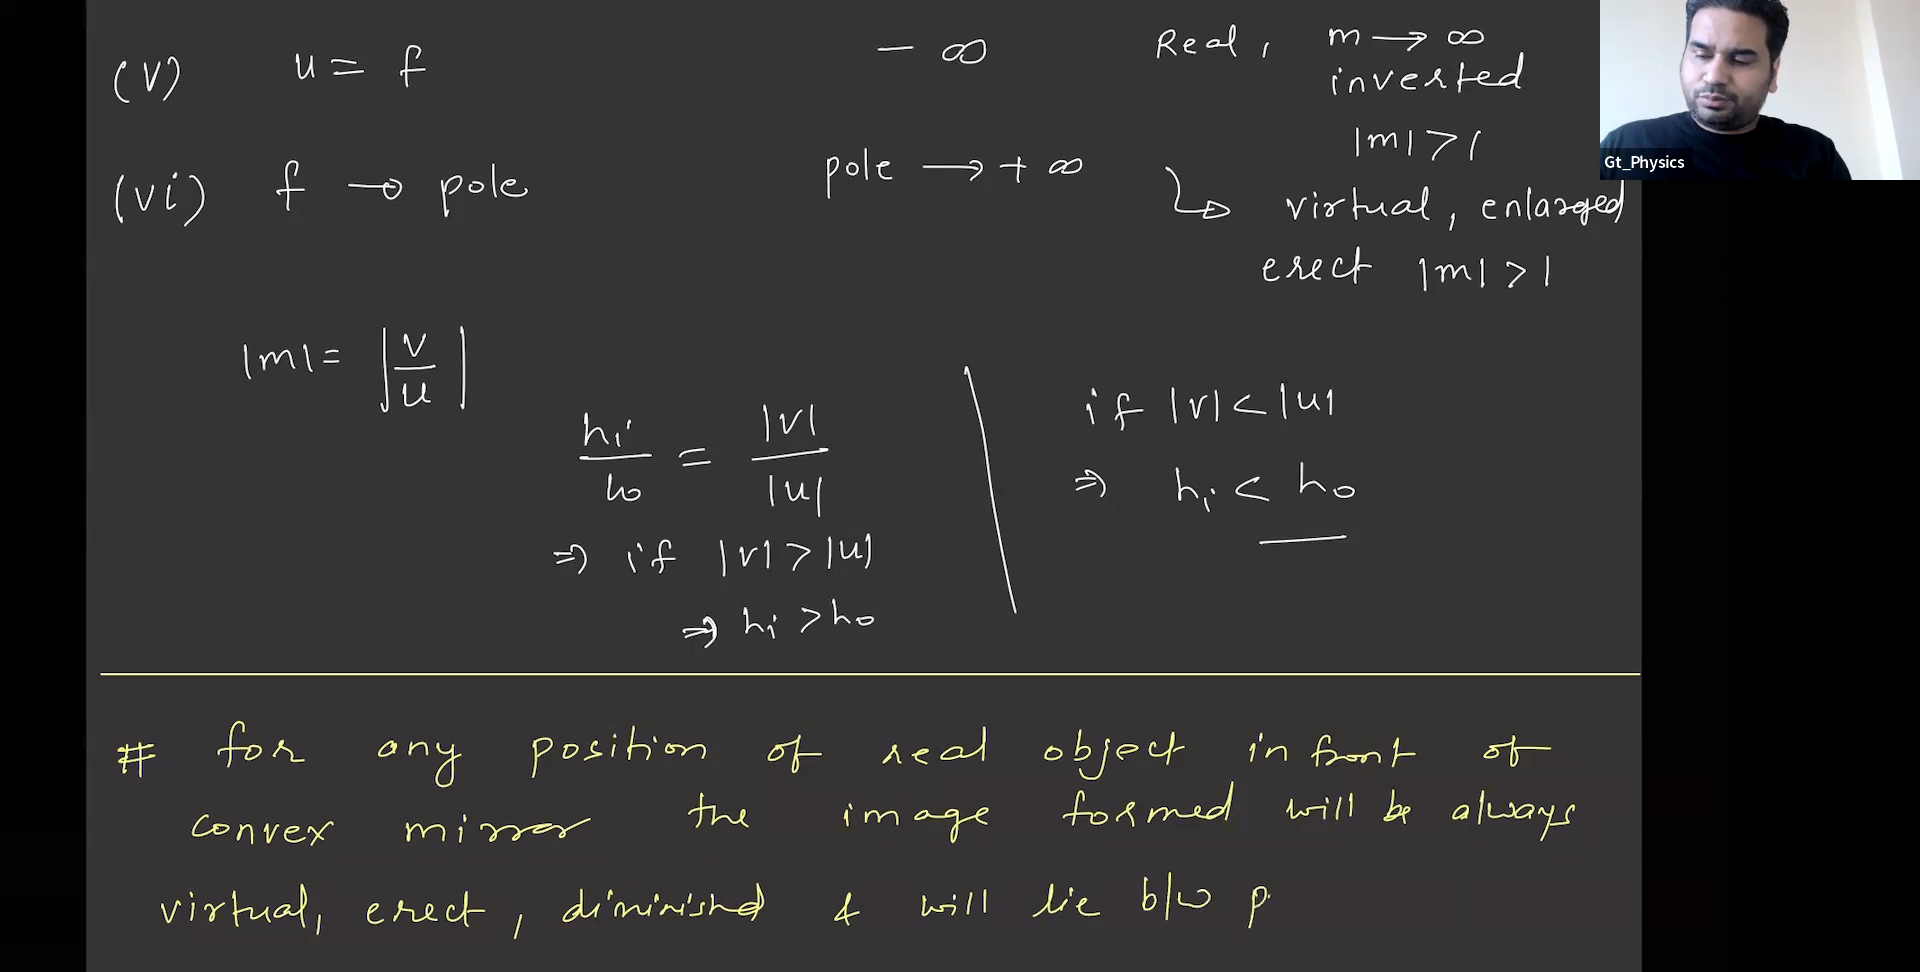 (v) u = f − ∞ Real, m → ∞
inverted
|m| > 1
Gt_Physics
(vi) f → pole pole → + ∞
virtual, enlarged
erect |m| > 1
|m| = |v/u|
hi/ho = |v|/|u|
⇒ if |v| > |u|
⇒ hi > ho
if |v| < |u|
⇒ hi < ho
# for any position of real object in front of
convex mirror the image formed will be always
virtual, erect, diminished & will lie b/w p